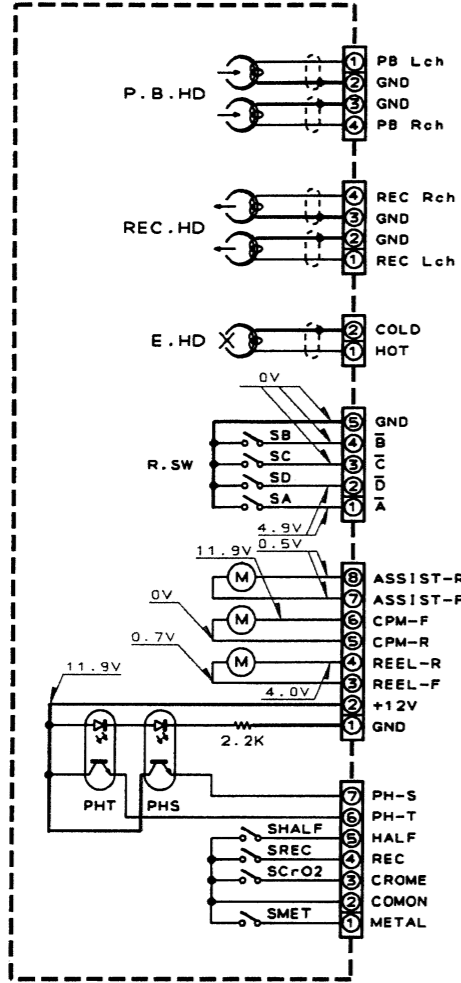 P.B.HD
① PB Lch
② GND
③ GND
④ PB Rch
REC.HD
④ REC Rch
③ GND
② GND
① REC Lch
E.HD
② COLD
① HOT
0V
R.SW
⑤ GND
SB ④ B̅
SC ③ C̅
SD ② D̅
SA ① A̅
4.9V
0.5V
11.9V
M ⑧ ASSIST-R
⑦ ASSIST-F
0V
M ⑥ CPM-F
⑤ CPM-R
0.7V
M ④ REEL-R
③ REEL-F
4.0V
11.9V
② +12V
① GND
2.2K
PHT PHS
⑦ PH-S
⑥ PH-T
SHALF ⑤ HALF
SREC ④ REC
SCrO2 ③ CROME
② COMON
SMET ① METAL